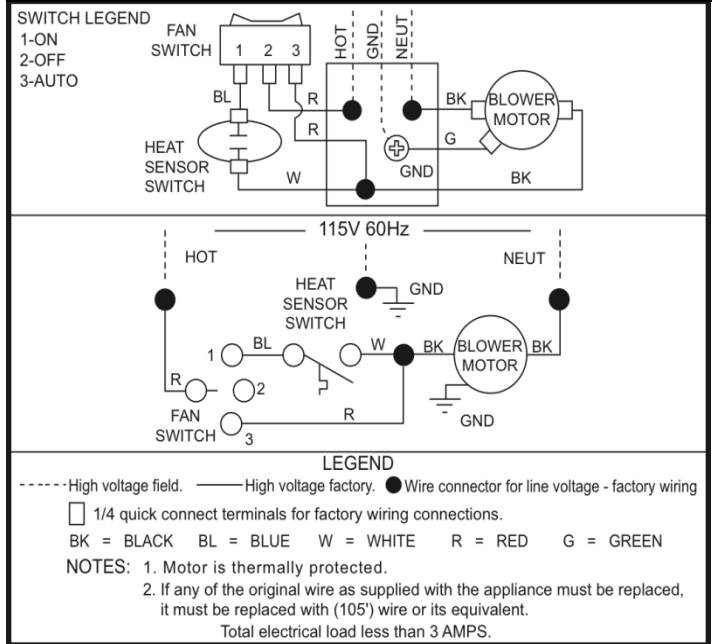 SWITCH LEGEND
1-ON
2-OFF
3-AUTO
FAN
SWITCH
1 2 3
HOT
GND
NEUT
BL
R
R
BK
BLOWER
MOTOR
G
GND
HEAT
SENSOR
SWITCH
W
BK
115V 60Hz
HOT
NEUT
HEAT
SENSOR
SWITCH
GND
1
BL
W
BK
BLOWER
MOTOR
BK
R
2
FAN
SWITCH
3
R
GND
LEGEND
High voltage field.
High voltage factory.
Wire connector for line voltage - factory wiring
1/4 quick connect terminals for factory wiring connections.
BK = BLACK BL = BLUE W = WHITE R = RED G = GREEN
NOTES: 1. Motor is thermally protected.
2. If any of the original wire as supplied with the appliance must be replaced,
it must be replaced with (105') wire or its equivalent.
Total electrical load less than 3 AMPS.